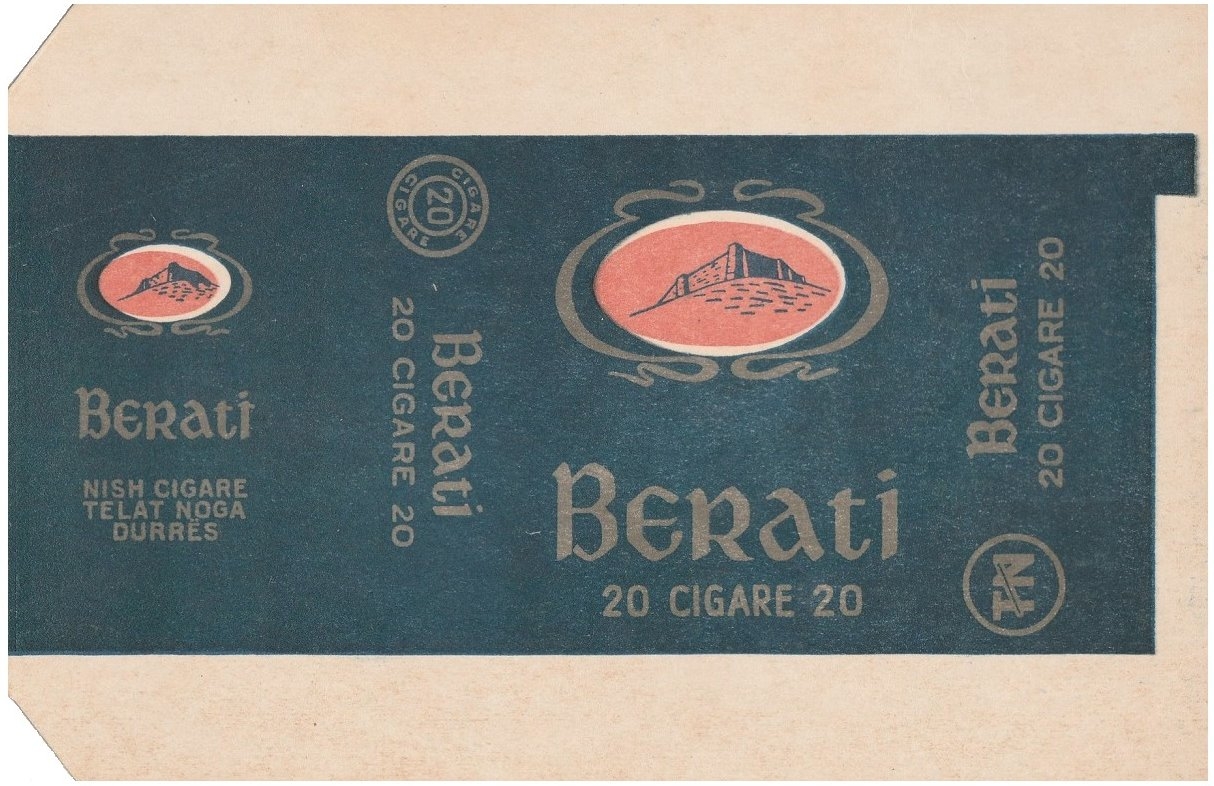 Berati
NISH CIGARE
TELAT NOGA
DURRËS
CIGARE
20
CIGARE
Berati
20 CIGARE 20
Berati
20 CIGARE 20
Berati
20 CIGARE 20
TN